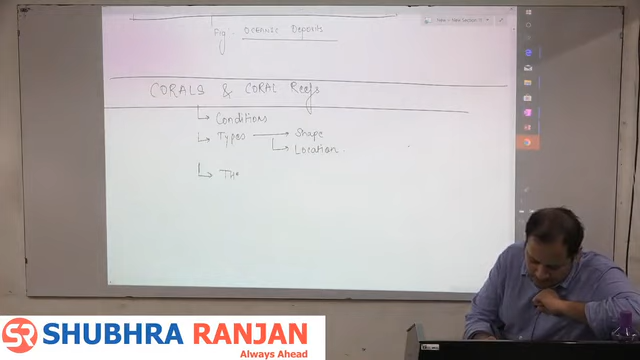 Fig. OCEANIC Deposits
CORALS & CORAL Reefs
Conditions
Types → Shape
Location.
TH
SHUBHRA RANJAN
Always Ahead